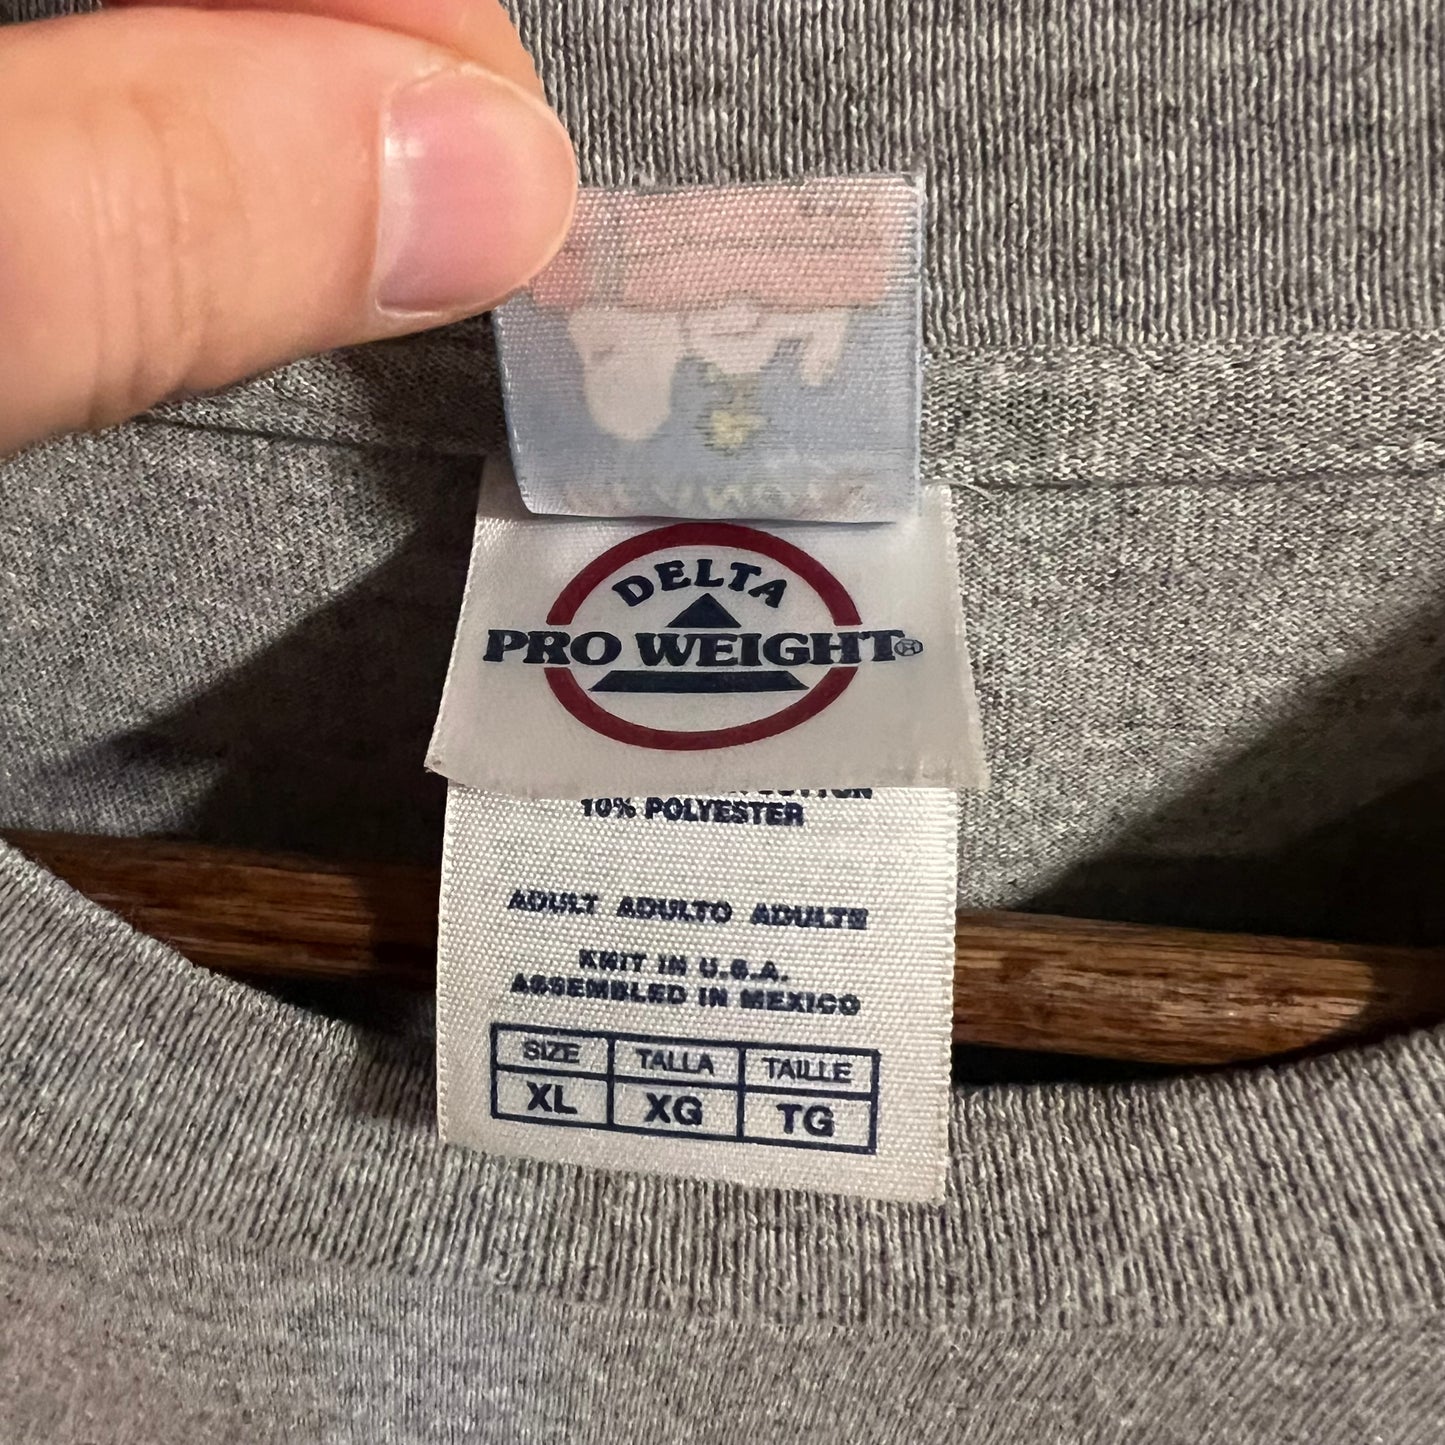 DELTA
PRO WEIGHT®
10% POLYESTER
ADULT ADULTO ADULTE
KNIT IN U.S.A.
ASSEMBLED IN MEXICO
SIZE TALLA TAILLE
XL XG TG